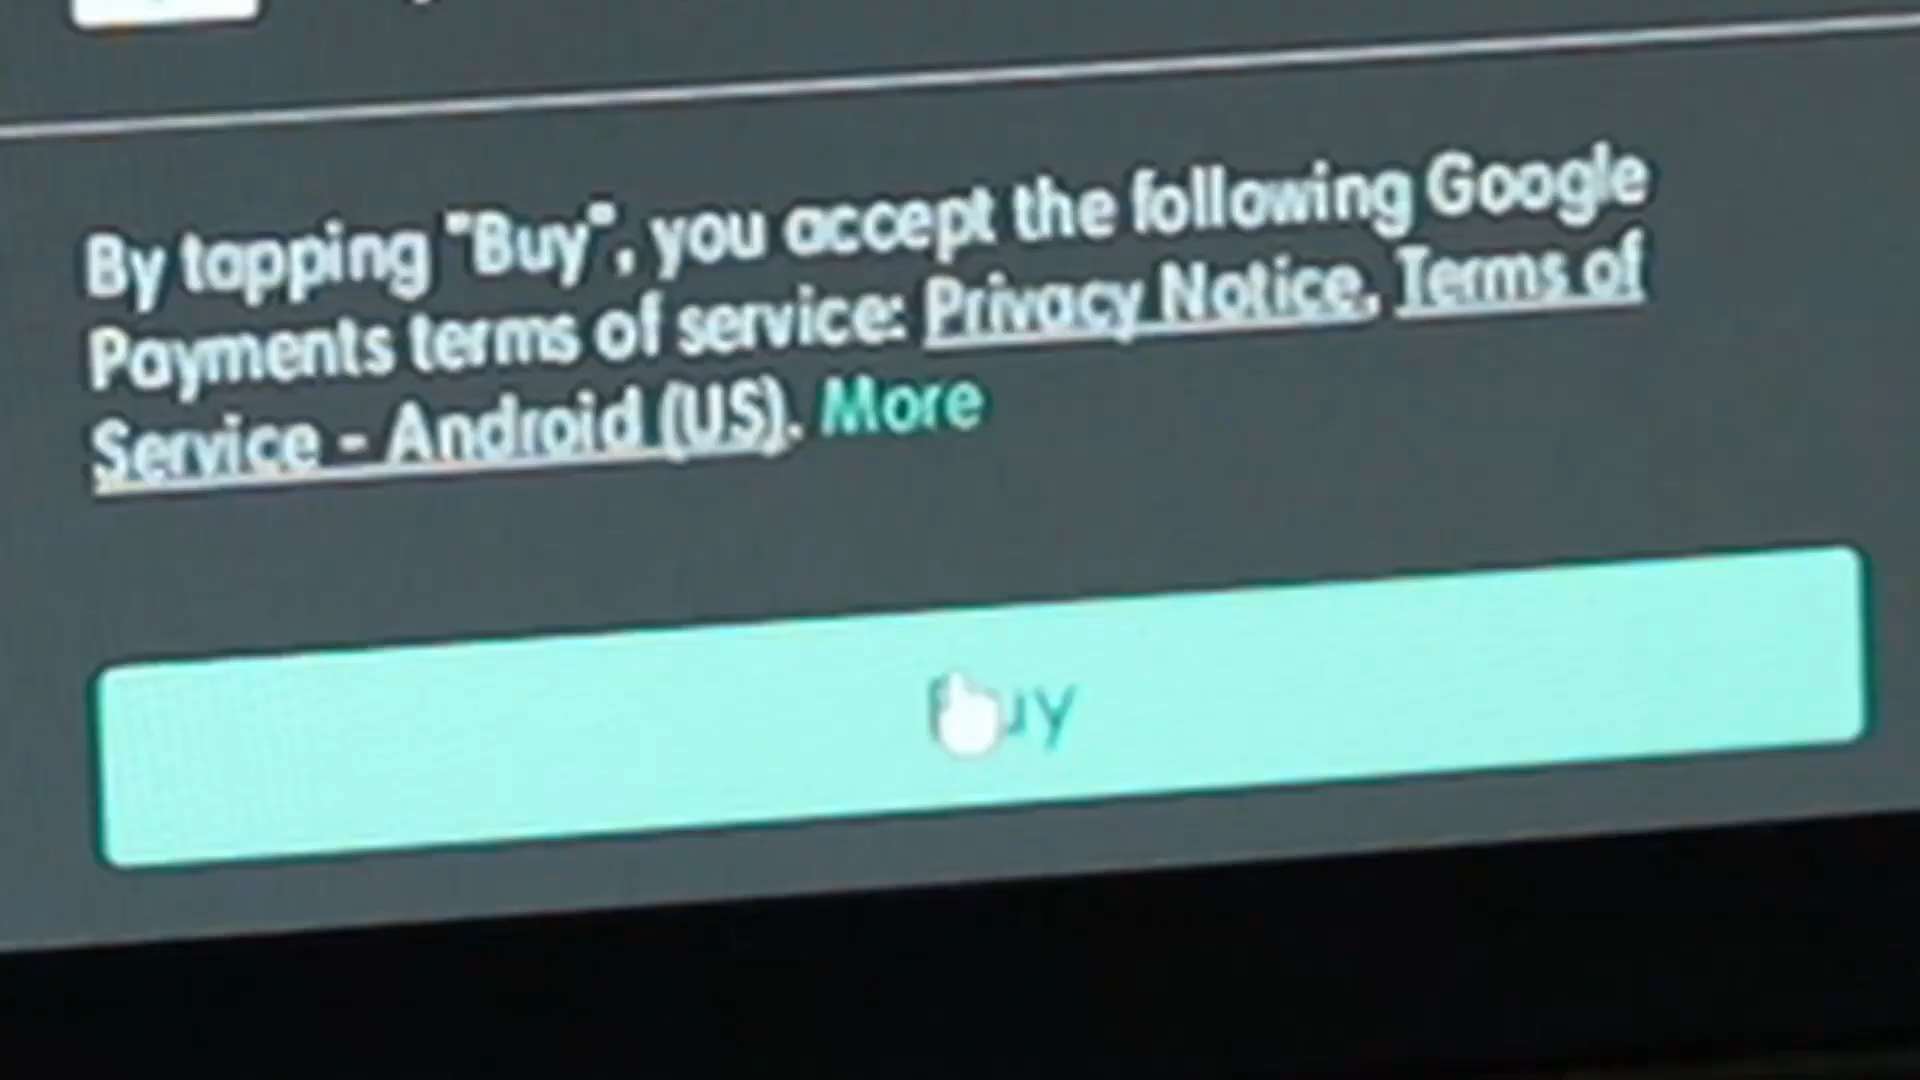 By tapping "Buy", you accept the following Google
Payments terms of service: Privacy Notice, Terms of
Service - Android (US). More
Buy